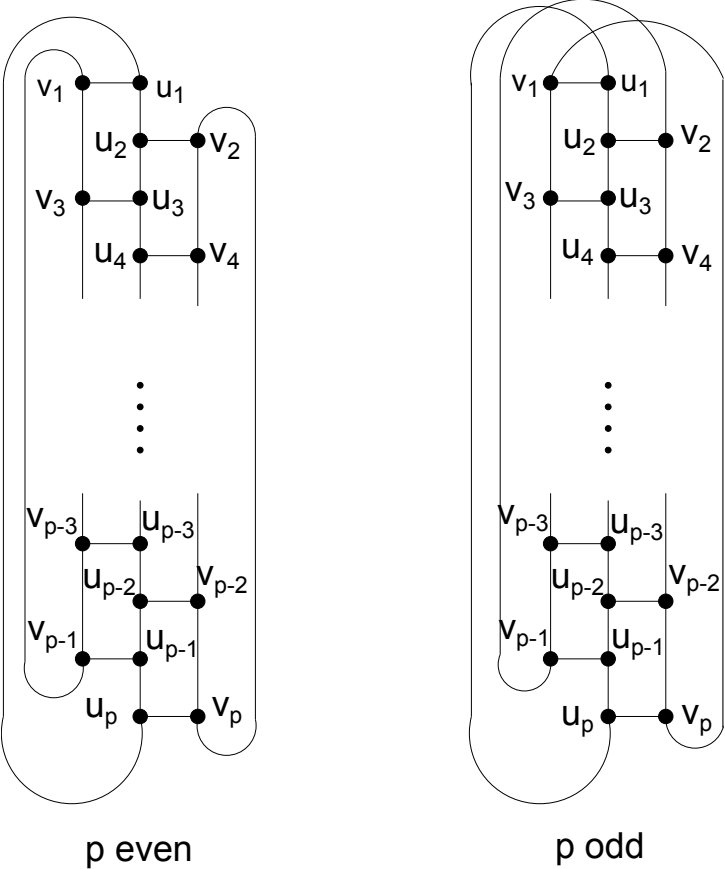 v₁ u₁ v₁ u₁
u₂ v₂ u₂ v₂
v₃ u₃ v₃ u₃
u₄ v₄ u₄ v₄
vₚ₋₃ uₚ₋₃ vₚ₋₃ uₚ₋₃
uₚ₋₂ vₚ₋₂ uₚ₋₂ vₚ₋₂
vₚ₋₁ uₚ₋₁ vₚ₋₁ uₚ₋₁
uₚ vₚ uₚ vₚ
p even p odd